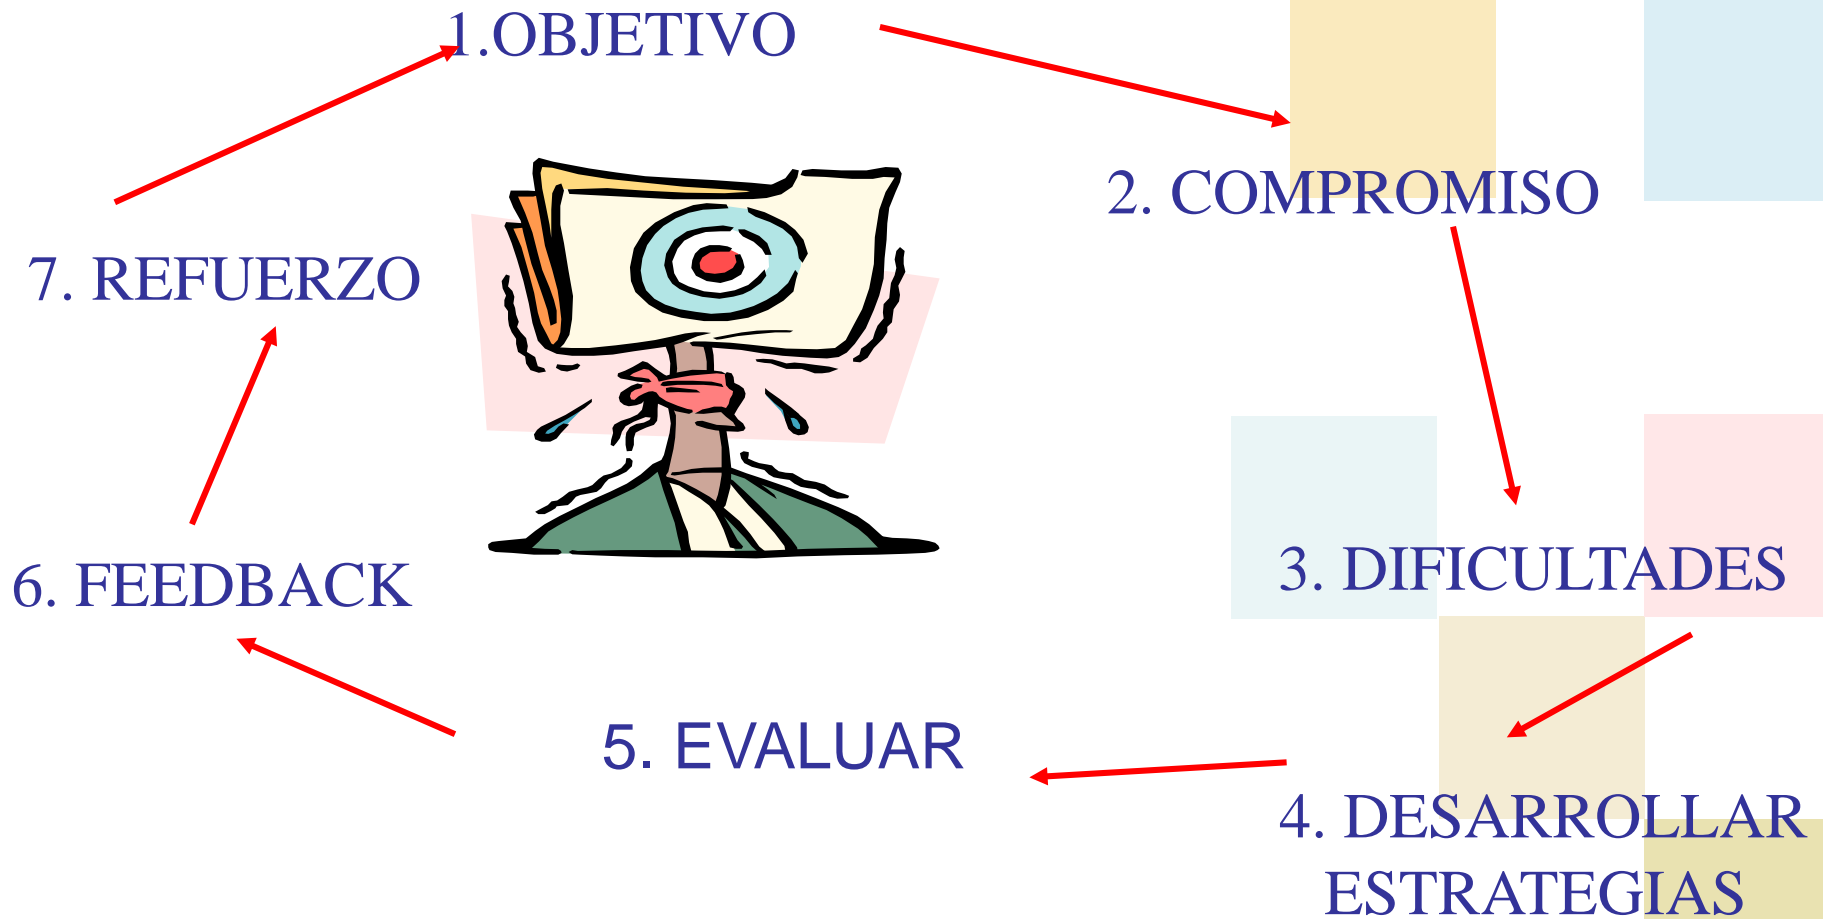 1.OBJETIVO
2. COMPROMISO
3. DIFICULTADES
4. DESARROLLAR
ESTRATEGIAS
5. EVALUAR
6. FEEDBACK
7. REFUERZO